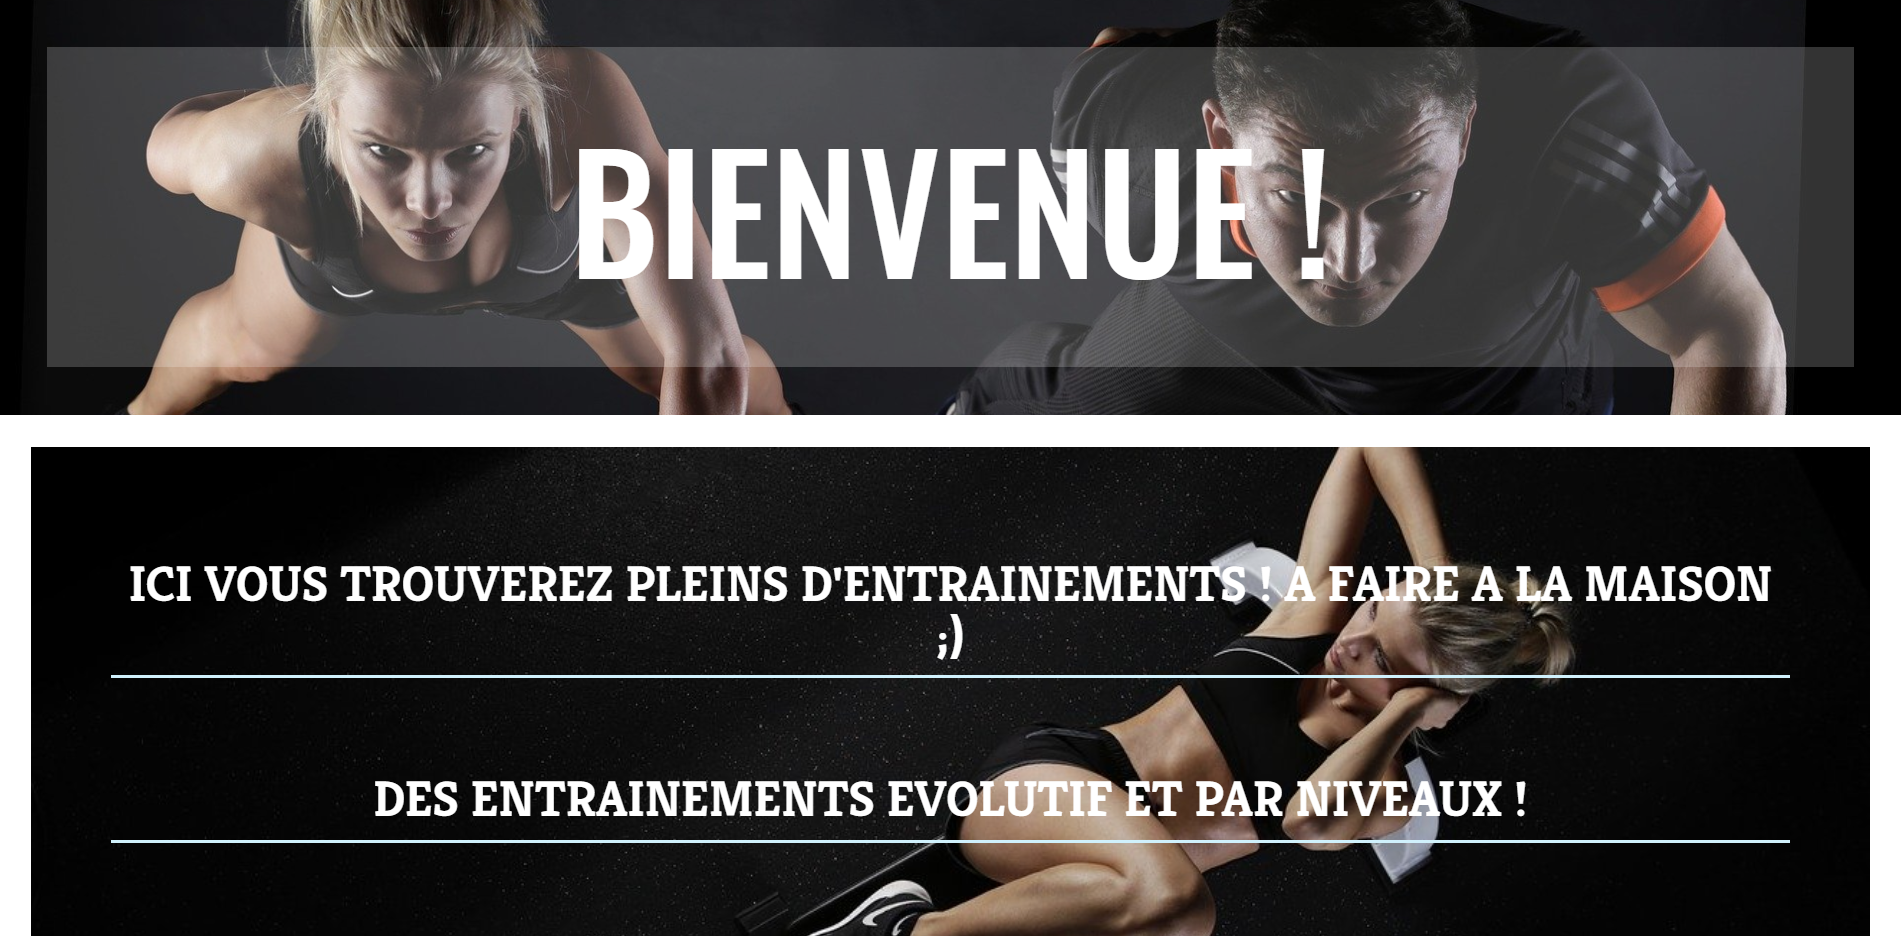 BIENVENUE !
ICI VOUS TROUVEREZ PLEINS D'ENTRAINEMENTS ! A FAIRE A LA MAISON
;)
DES ENTRAINEMENTS EVOLUTIF ET PAR NIVEAUX !